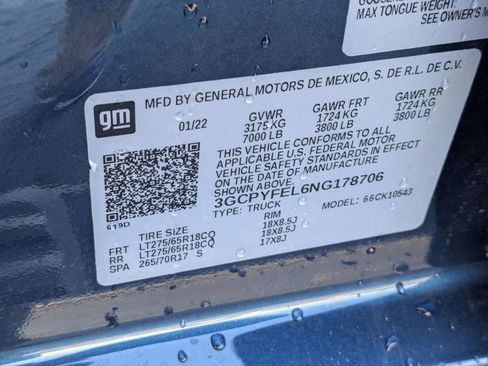 GOOSENE
MAX TONGUE WEIGHT
SEE OWNER'S M
MFD BY GENERAL MOTORS DE MEXICO, S. DE R.L. DE C.V.
gm
01/22 GVWR GAWR FRT GAWR RR
3175 KG 1724 KG 1724 KG
7000 LB 3800 LB 3800 LB
THIS VEHICLE CONFORMS TO ALL
APPLICABLE U.S. FEDERAL MOTOR
VEHICLE SAFETY STANDARDS IN
EFFECT ON THE DATE OF MANUFACTURE
SHOWN ABOVE.
3GCPYFEL6NG178706
TYPE: TRUCK MODEL: 66CK10543
619D
TIRE SIZE RIM
FRT LT275/65R18CQ 18X8.5J
RR LT275/65R18CQ 18X8.5J
SPA 265/70R17 S 17X8J